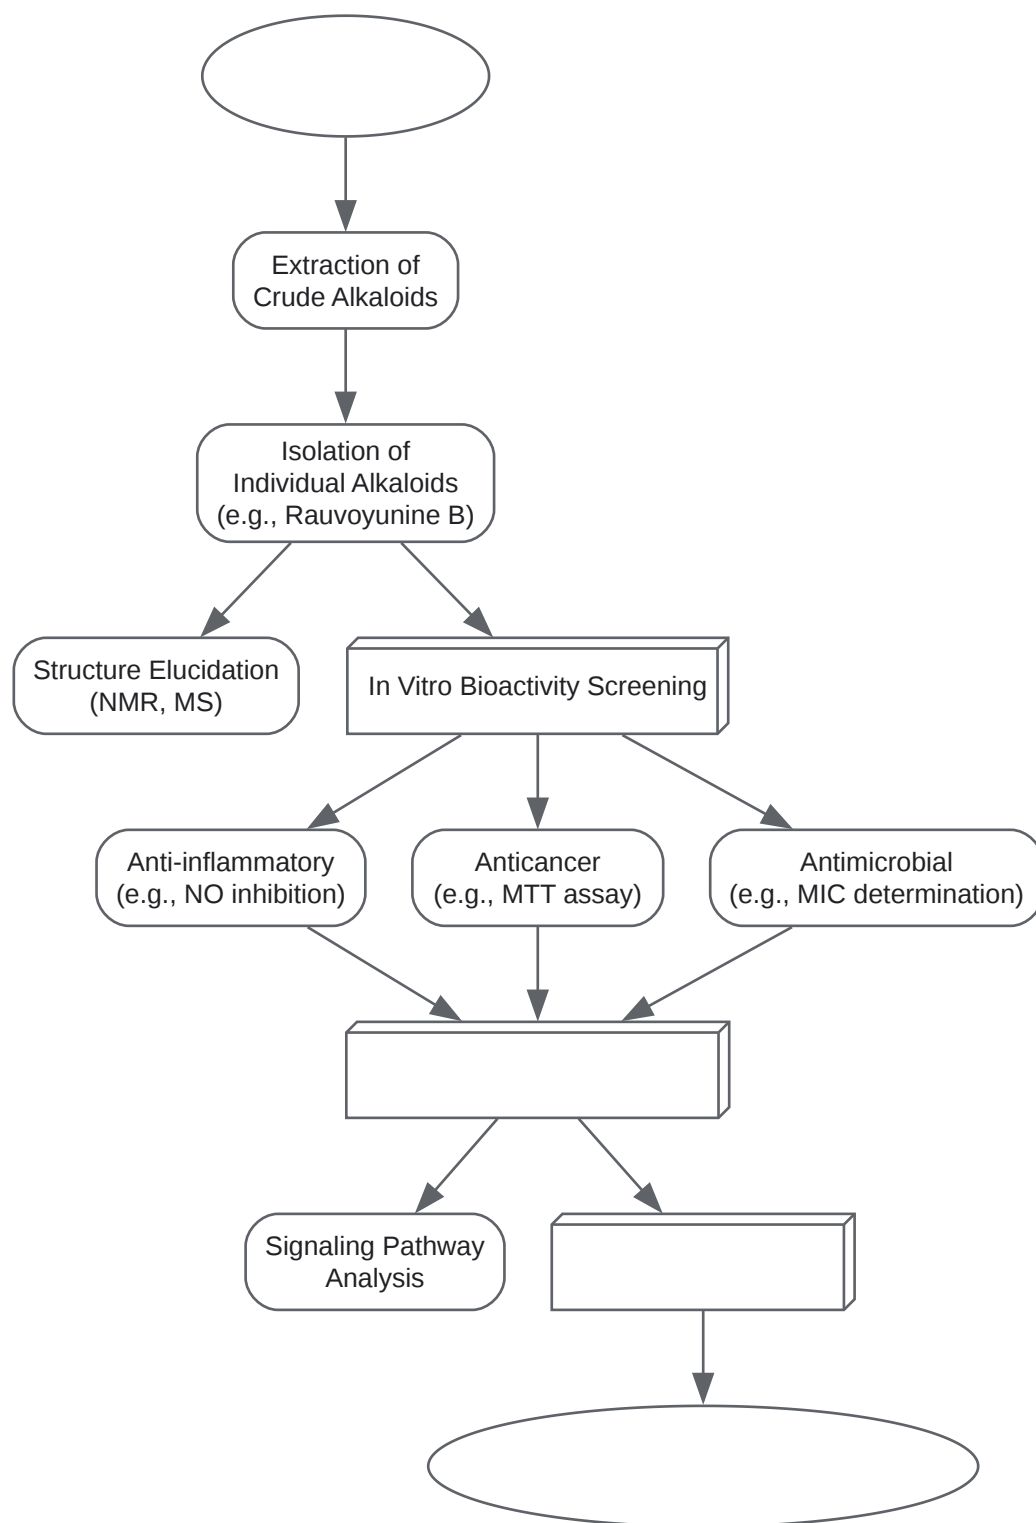 Extraction of
Crude Alkaloids
Isolation of
Individual Alkaloids
(e.g., Rauvoyunine B)
Structure Elucidation
(NMR, MS)
In Vitro Bioactivity Screening
Anti-inflammatory
(e.g., NO inhibition)
Anticancer
(e.g., MTT assay)
Antimicrobial
(e.g., MIC determination)
Signaling Pathway
Analysis